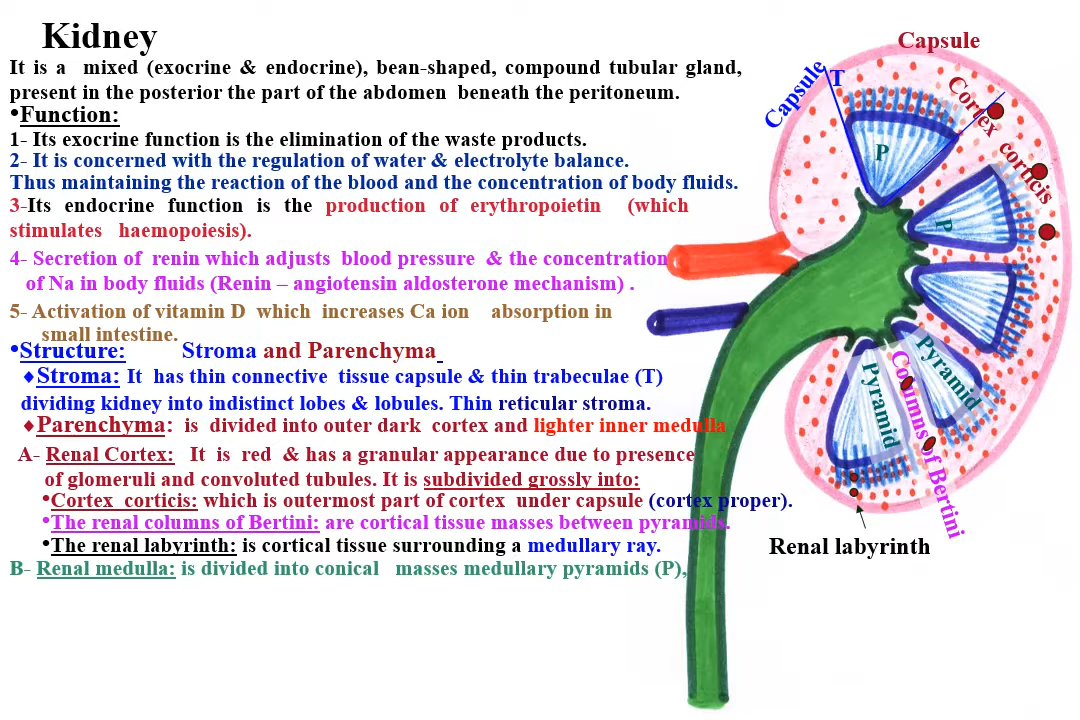 Kidney
It is a mixed (exocrine & endocrine), bean-shaped, compound tubular gland,
present in the posterior the part of the abdomen beneath the peritoneum.
•Function:
1- Its exocrine function is the elimination of the waste products.
2- It is concerned with the regulation of water & electrolyte balance.
Thus maintaining the reaction of the blood and the concentration of body fluids.
3-Its endocrine function is the production of erythropoietin (which
stimulates haemopoiesis).
4- Secretion of renin which adjusts blood pressure & the concentration
of Na in body fluids (Renin – angiotensin aldosterone mechanism) .
5- Activation of vitamin D which increases Ca ion absorption in
small intestine.
•Structure: Stroma and Parenchyma
♦Stroma: It has thin connective tissue capsule & thin trabeculae (T)
dividing kidney into indistinct lobes & lobules. Thin reticular stroma.
♦Parenchyma: is divided into outer dark cortex and lighter inner medulla
A- Renal Cortex: It is red & has a granular appearance due to presence
of glomeruli and convoluted tubules. It is subdivided grossly into:
•Cortex corticis: which is outermost part of cortex under capsule (cortex proper).
•The renal columns of Bertini: are cortical tissue masses between pyramids.
•The renal labyrinth: is cortical tissue surrounding a medullary ray.
B- Renal medulla: is divided into conical masses medullary pyramids (P),
Capsule
Capsule
T
Cortex corticis
P
P
Pyramid
Pyramid
Columns of Bertini
Renal labyrinth